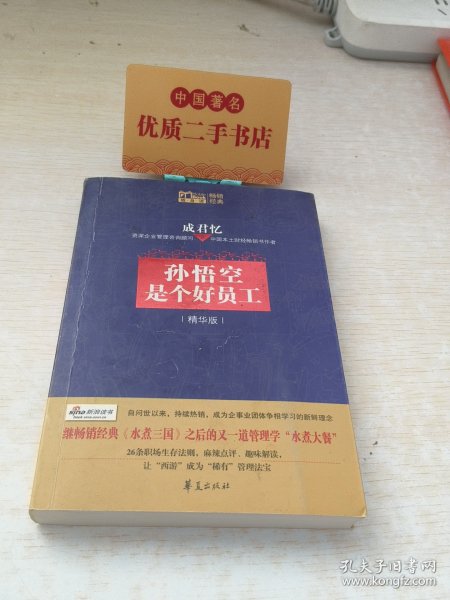 中国著名
优质二手书店
畅销
经典
成君忆
资深企业管理咨询顾问
中国本土财经畅销书作者
孙悟空
是个好员工
精华版
sina新浪读书
自问世以来，持续热销，成为企事业团体争相学习的新鲜理念
继畅销经典《水煮三国》之后的又一道管理学“水煮大餐”
26条职场生存法则，麻辣点评、趣味解读，
让“西游”成为“稀有”管理法宝
华夏出版社
孔夫子旧书网
www.kongfz.com